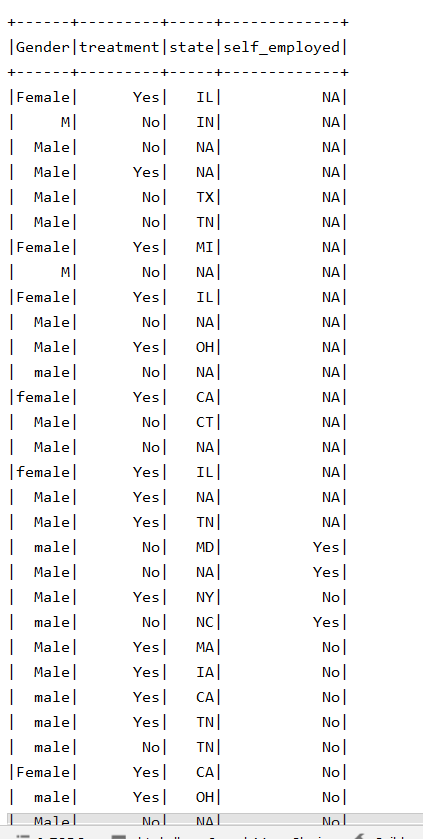 +------+---------+-----+-------------+
|Gender|treatment|state|self_employed|
+------+---------+-----+-------------+
|Female|      Yes|   IL|           NA|
|     M|       No|   IN|           NA|
|  Male|       No|   NA|           NA|
|  Male|      Yes|   NA|           NA|
|  Male|       No|   TX|           NA|
|  Male|       No|   TN|           NA|
|Female|      Yes|   MI|           NA|
|     M|       No|   NA|           NA|
|Female|      Yes|   IL|           NA|
|  Male|       No|   NA|           NA|
|  Male|      Yes|   OH|           NA|
|  male|       No|   NA|           NA|
|female|      Yes|   CA|           NA|
|  Male|       No|   CT|           NA|
|  Male|       No|   NA|           NA|
|female|      Yes|   IL|           NA|
|  Male|      Yes|   NA|           NA|
|  Male|      Yes|   TN|           NA|
|  male|       No|   MD|          Yes|
|  Male|       No|   NA|          Yes|
|  Male|      Yes|   NY|           No|
|  male|       No|   NC|          Yes|
|  Male|      Yes|   MA|           No|
|  Male|      Yes|   IA|           No|
|  male|      Yes|   CA|           No|
|  male|      Yes|   TN|           No|
|  male|       No|   TN|           No|
|Female|      Yes|   CA|           No|
|  male|      Yes|   OH|           No|
|  Male|       No|   NA|           No|